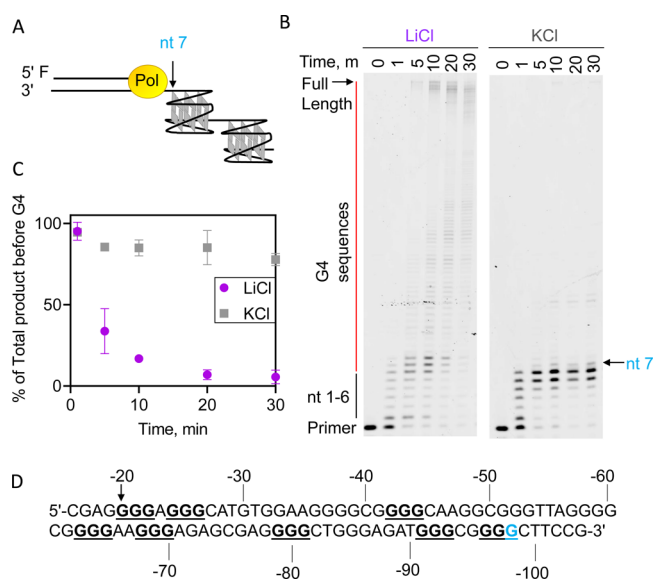 A
nt 7
5' F
3'
Pol
B
LiCl
KCl
Time, m 0 1 5 10 20 30 0 1 5 10 20 30
Full
Length
G4
sequences
nt 7
nt 1-6
Primer
C
% of Total product before G4
100
50
0
LiCl
KCl
0 10 20 30
Time, min
D
-20 -30 -40 -50 -60
5'-CGAGGGGAGGGCATGTGGAAGGGGCGGGGCAAGGCGGGTTAGGGG
CGGGGAAGGGAGAGCGAGGGGCTGGGAGATGGGCGGGGCTTCCG-3'
-70 -80 -90 -100